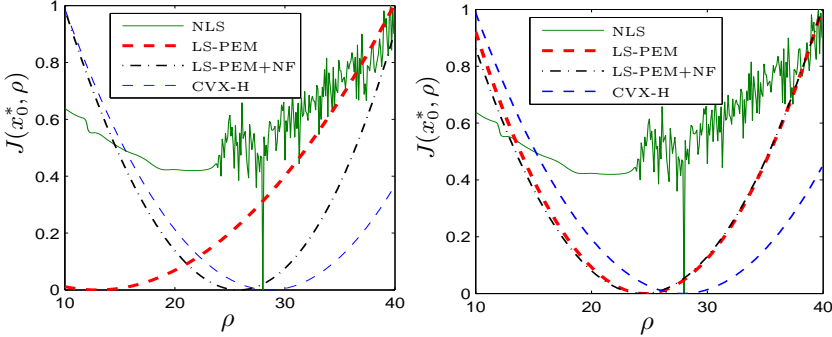 NLS
LS-PEM
LS-PEM+NF
CVX-H
J(x₀*, ρ)
1
0.8
0.6
0.4
0.2
0
10 20 30 40
ρ
NLS
LS-PEM
LS-PEM+NF
CVX-H
J(x₀*, ρ)
1
0.8
0.6
0.4
0.2
0
10 20 30 40
ρ